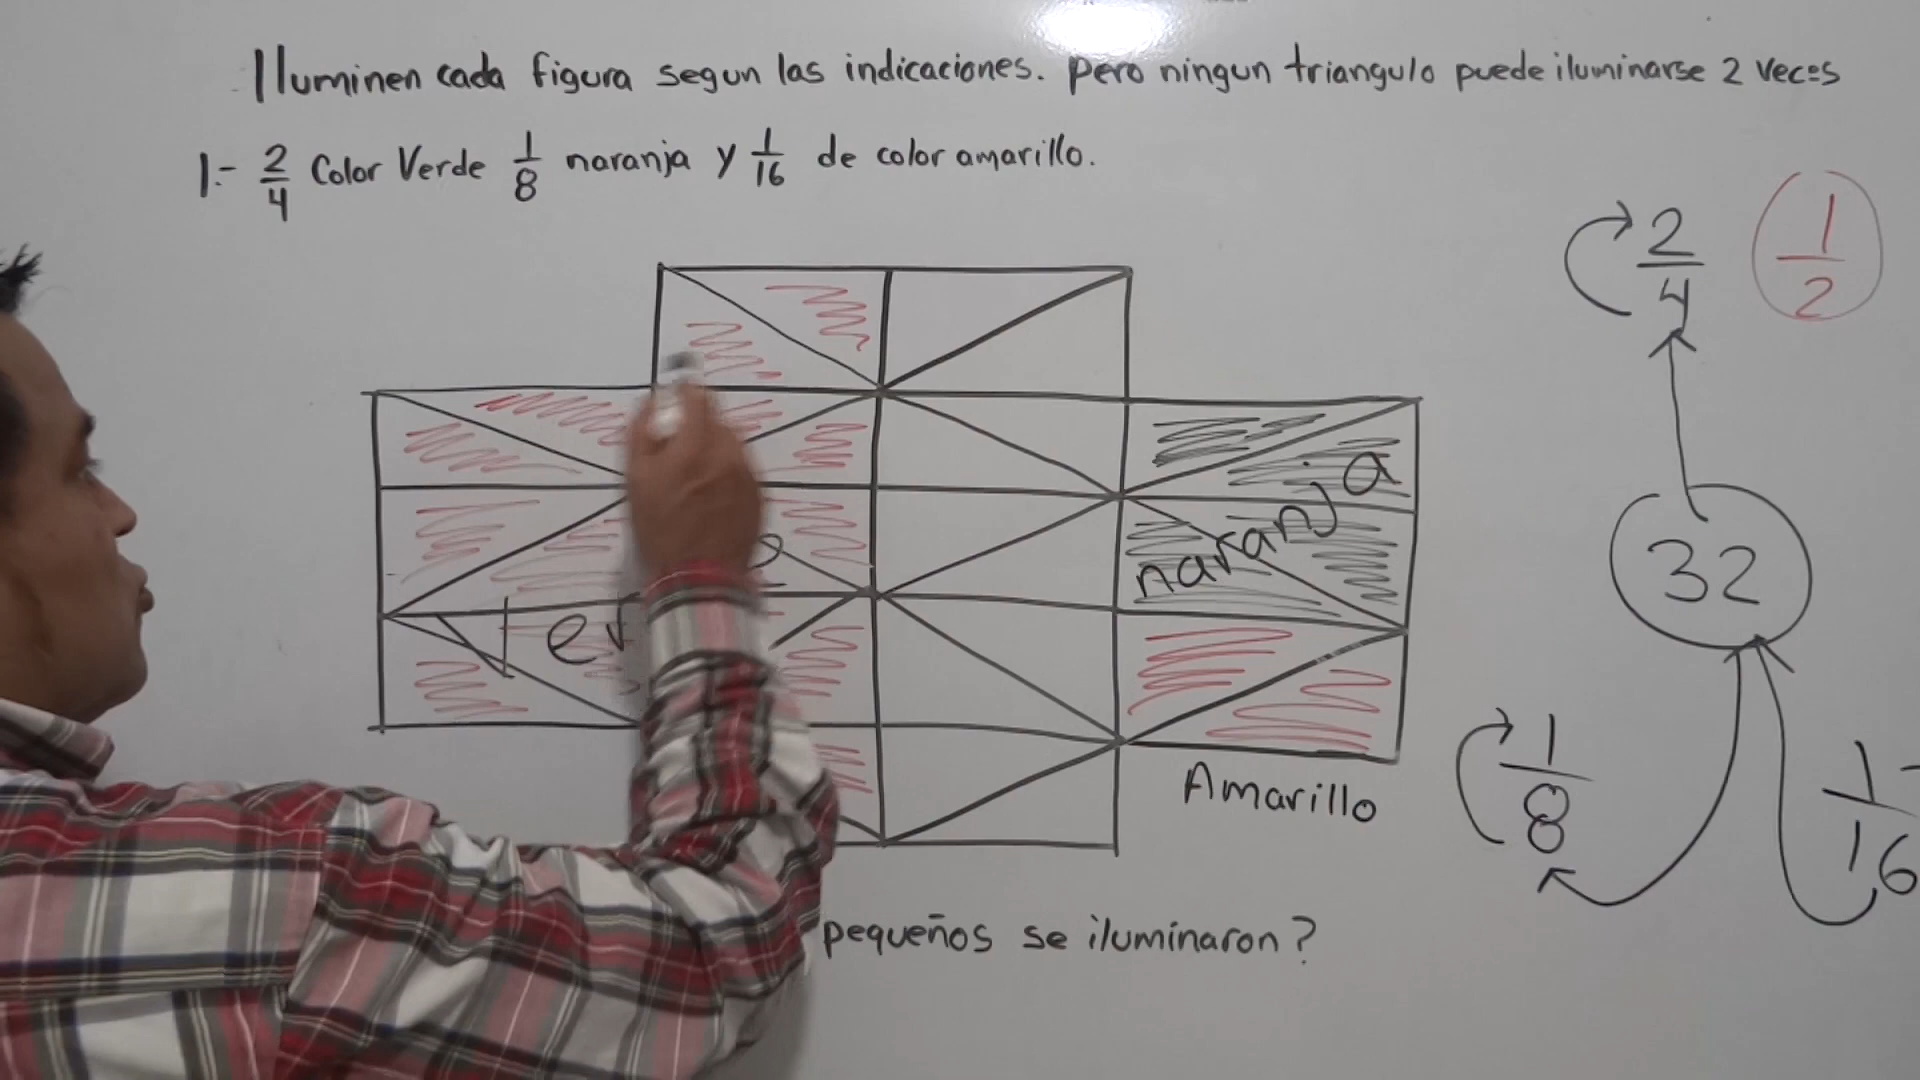 Iluminen cada figura segun las indicaciones. Pero ningun triangulo puede iluminarse 2 veces
1.- 2/4 Color Verde 1/8 naranja y 1/16 de color amarillo.
2/4 1/2
naranja
32
Amarillo
1/8
1/16
pequeños se iluminaron?